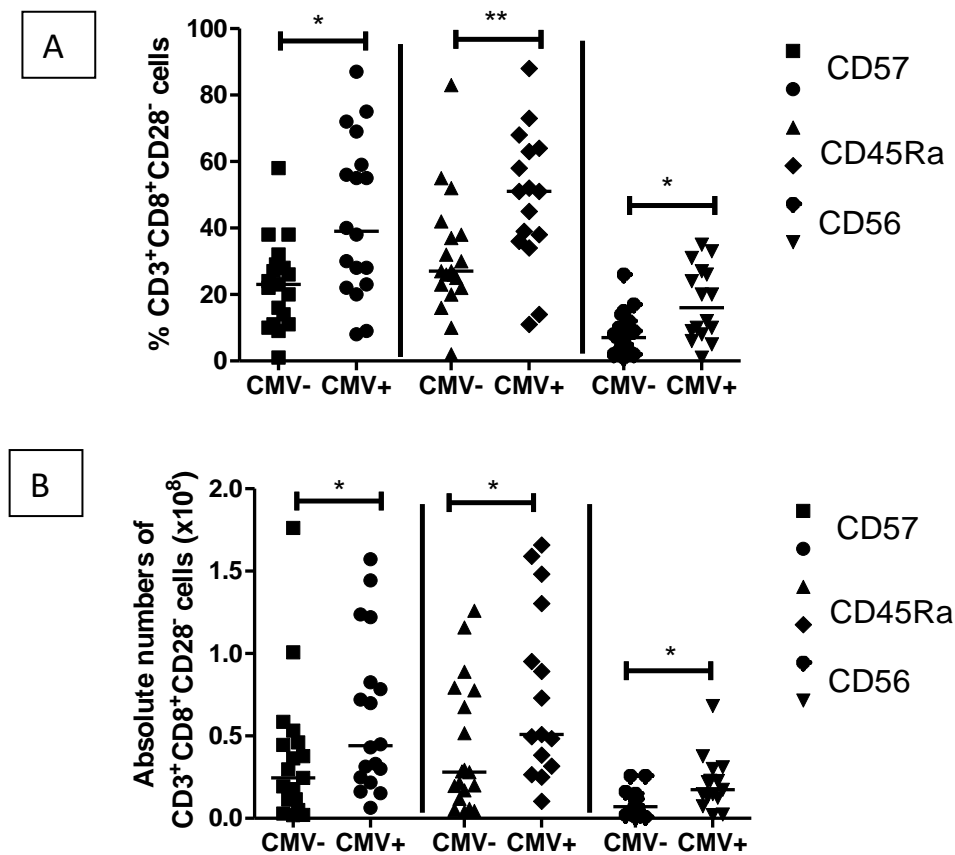 A
% CD3⁺CD8⁺CD28⁻ cells
100
80
60
40
20
0
*
**
*
CMV- CMV+ CMV- CMV+ CMV- CMV+
CD57
CD45Ra
CD56
B
Absolute numbers of
CD3⁺CD8⁺CD28⁻ cells (x10⁸)
2.0
1.5
1.0
0.5
0.0
*
*
*
CMV- CMV+ CMV- CMV+ CMV- CMV+
CD57
CD45Ra
CD56